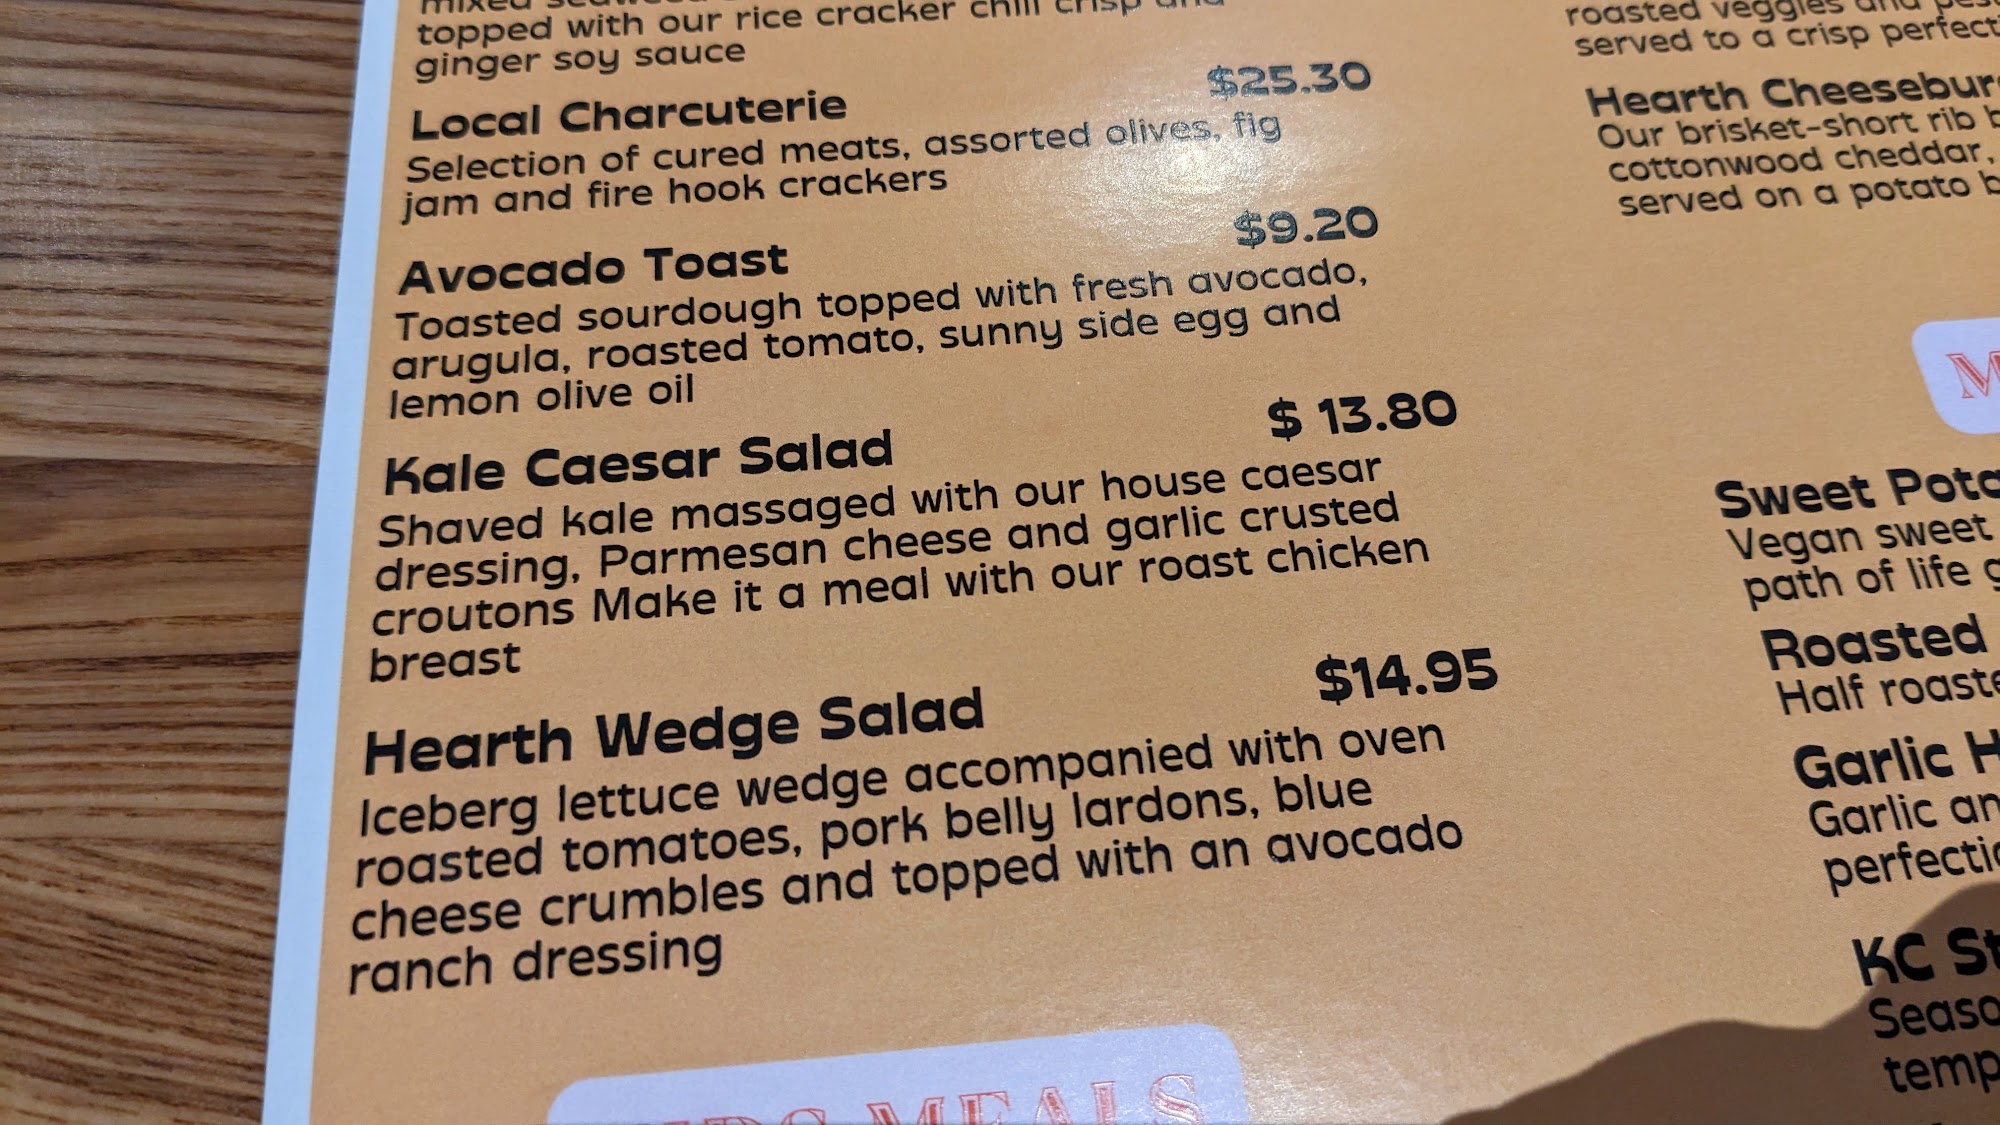 topped with our rice cracker chili crisp and
ginger soy sauce
Local Charcuterie
$25.30
Selection of cured meats, assorted olives, fig
jam and fire hook crackers
Avocado Toast
$9.20
Toasted sourdough topped with fresh avocado,
arugula, roasted tomato, sunny side egg and
lemon olive oil
Kale Caesar Salad
$ 13.80
Shaved kale massaged with our house caesar
dressing, Parmesan cheese and garlic crusted
croutons Make it a meal with our roast chicken
breast
Hearth Wedge Salad
$14.95
Iceberg lettuce wedge accompanied with oven
roasted tomatoes, pork belly lardons, blue
cheese crumbles and topped with an avocado
ranch dressing
MEALS
roasted veggies and
served to a crisp
Hearth
Our brisket-short rib
cottonwood cheddar,
served on a potato
Sweet
Vegan sweet
path of life
Roasted
Half
Garlic
Garlic
KC